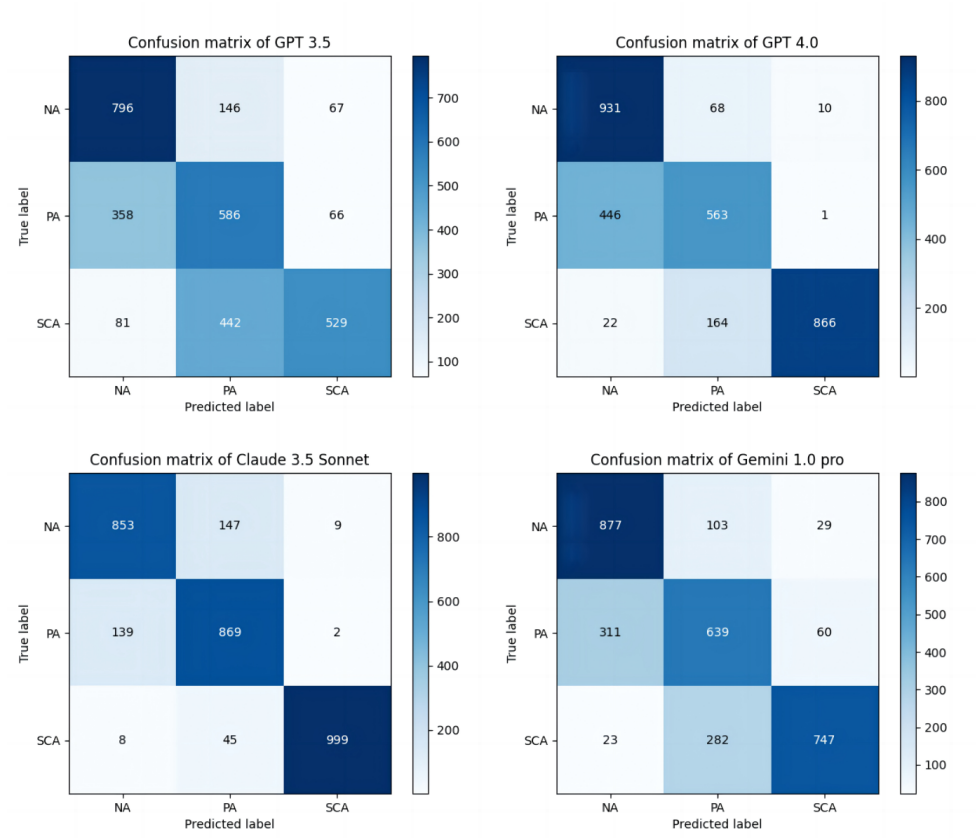 Confusion matrix of GPT 3.5
NA
796
146
67
PA
358
586
66
SCA
81
442
529
NA
PA
SCA
True label
Predicted label
700
600
500
400
300
200
100
Confusion matrix of GPT 4.0
NA
931
68
10
PA
446
563
1
SCA
22
164
866
NA
PA
SCA
True label
Predicted label
800
600
400
200
Confusion matrix of Claude 3.5 Sonnet
NA
853
147
9
PA
139
869
2
SCA
8
45
999
NA
PA
SCA
True label
Predicted label
800
600
400
200
Confusion matrix of Gemini 1.0 pro
NA
877
103
29
PA
311
639
60
SCA
23
282
747
NA
PA
SCA
True label
Predicted label
800
700
600
500
400
300
200
100